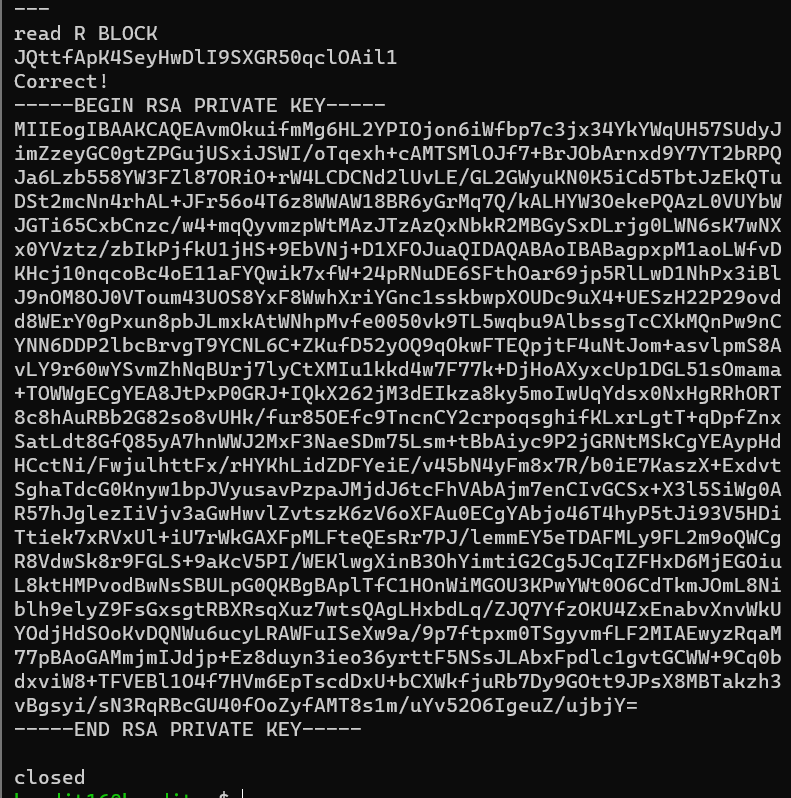 ---
read R BLOCK
JQttfApK4SeyHwDlI9SXGR50qclOAil1
Correct!
-----BEGIN RSA PRIVATE KEY-----
MIIEogIBAAKCAQEAvmOkuifmMg6HL2YPIOjon6iWfbp7c3jx34YkYWqUH57SUdyJ
imZzeyGC0gtZPGujUSxiJSWI/oTqexh+cAMTSMlOJf7+BrJObArnxd9Y7YT2bRPQ
Ja6Lzb558YW3FZl87ORiO+rW4LCDCNd2lUvLE/GL2GWyuKN0K5iCd5TbtJzEkQTu
DSt2mcNn4rhAL+JFr56o4T6z8WWAW18BR6yGrMq7Q/kALHYW3OekePQAzL0VUYbW
JGTi65CxbCnzc/w4+mqQyvmzpWtMAzJTzAzQxNbkR2MBGySxDLrjg0LWN6sK7wNX
x0YVztz/zbIkPjfkU1jHS+9EbVNj+D1XFOJuaQIDAQABAoIBABagpxpM1aoLWfvD
KHcj10nqcoBc4oE11aFYQwik7xfW+24pRNuDE6SFthOar69jp5RlLwD1NhPx3iBl
J9nOM8OJ0VToum43UOS8YxF8WwhXriYGnc1sskbwpXOUDc9uX4+UESzH22P29ovd
d8WErY0gPxun8pbJLmxkAtWNhpMvfe0050vk9TL5wqbu9AlbssgTcCXkMQnPw9nC
YNN6DDP2lbcBrvgT9YCNL6C+ZKufD52yOQ9qOkwFTEQpjtF4uNtJom+asvlpmS8A
vLY9r60wYSvmZhNqBUrj7lyCtXMIu1kkd4w7F77k+DjHoAXyxcUp1DGL51sOmama
+TOWWgECgYEA8JtPxP0GRJ+IQkX262jM3dEIkza8ky5moIwUqYdsx0NxHgRRhORT
8c8hAuRBb2G82so8vUHk/fur85OEfc9TncnCY2crpoqsghifKLxrLgtT+qDpfZnx
SatLdt8GfQ85yA7hnWWJ2MxF3NaeSDm75Lsm+tBbAiyc9P2jGRNtMSkCgYEAypHd
HCctNi/FwjulhttFx/rHYKhLidZDFYeiE/v45bN4yFm8x7R/b0iE7KaszX+Exdvt
SghaTdcG0Knyw1bpJVyusavPzpaJMjdJ6tcFhVAbAjm7enCIvGCSx+X3l5SiWg0A
R57hJglezIiVjv3aGwHwvlZvtszK6zV6oXFAu0ECgYAbjo46T4hyP5tJi93V5HDi
Ttiek7xRVxUl+iU7rWkGAXFpMLFteQEsRr7PJ/lemmEY5eTDAFMLy9FL2m9oQWCg
R8VdwSk8r9FGLS+9aKcV5PI/WEKlwgXinB3OhYimtiG2Cg5JCqIZFHxD6MjEGOiu
L8ktHMPvodBwNsSBULpG0QKBgBAplTfC1HOnWiMGOU3KPwYWt0O6CdTkmJOmL8Ni
blh9elyZ9FsGxsgtRBXRsqXuz7wtsQAgLHxbdLq/ZJQ7YfzOKU4ZxEnabvXnvWkU
YOdjHdSOoKvDQNWu6ucyLRAWFuISeXw9a/9p7ftpxm0TSgyvmfLF2MIAEwyzRqaM
77pBAoGAMmjmIJdjp+Ez8duyn3ieo36yrttF5NSsJLAbxFpdlc1gvtGCWW+9Cq0b
dxviW8+TFVEBl1O4f7HVm6EpTscdDxU+bCXWkfjuRb7Dy9GOtt9JPsX8MBTakzh3
vBgsyi/sN3RqRBcGU40fOoZyfAMT8s1m/uYv52O6IgeuZ/ujbjY=
-----END RSA PRIVATE KEY-----
closed